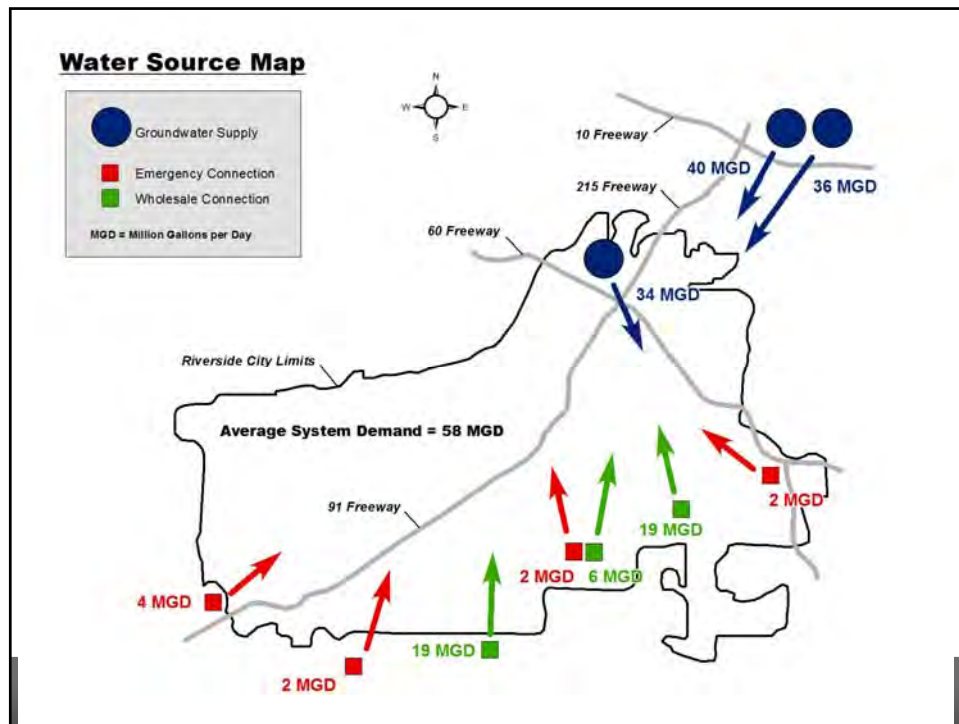 Water Source Map
Groundwater Supply
Emergency Connection
Wholesale Connection
MGD = Million Gallons per Day
N
W
E
S
10 Freeway
40 MGD
36 MGD
215 Freeway
60 Freeway
34 MGD
Riverside City Limits
Average System Demand = 58 MGD
91 Freeway
2 MGD
19 MGD
2 MGD
6 MGD
4 MGD
19 MGD
2 MGD